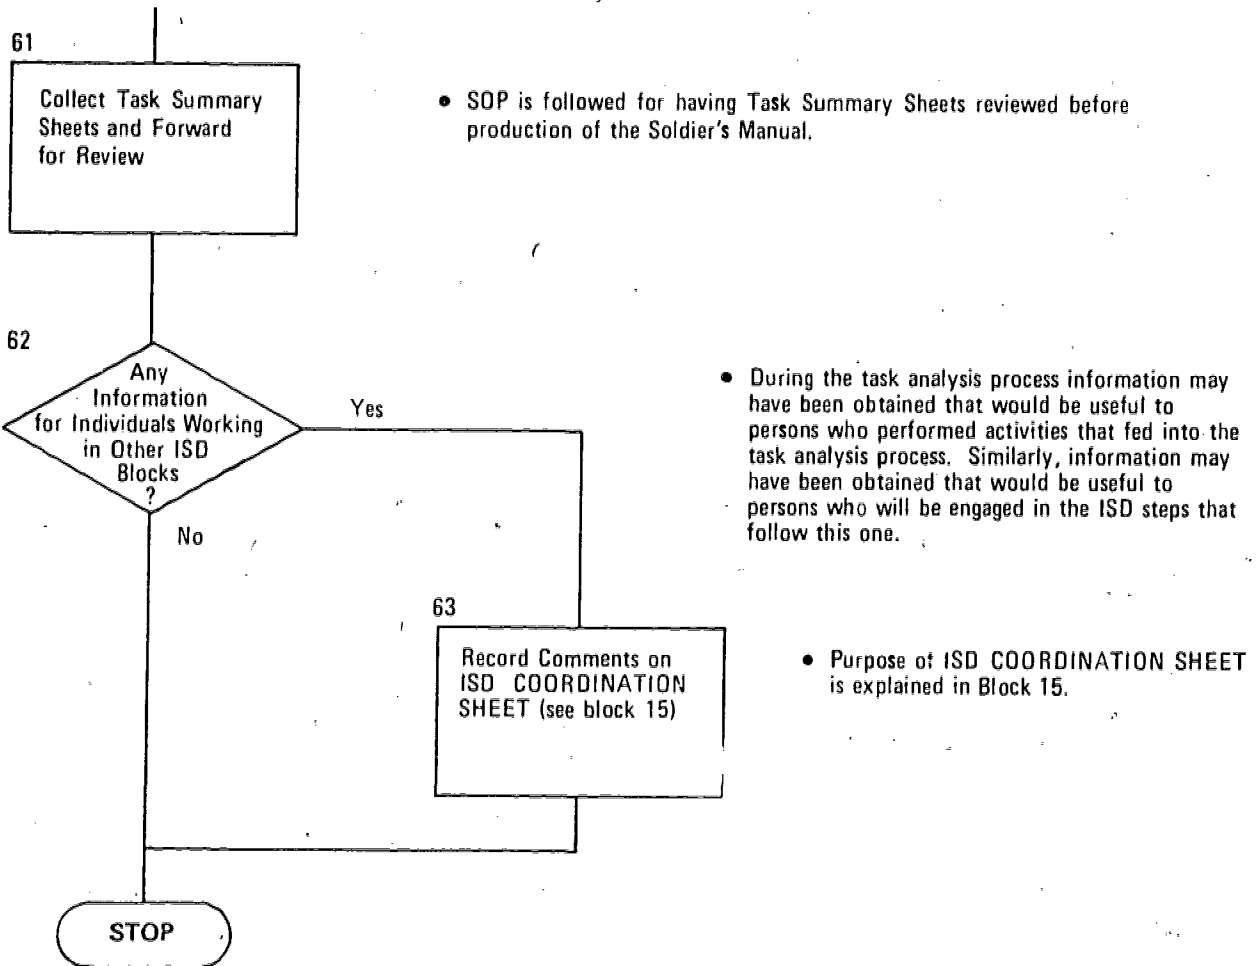 61
Collect Task Summary
Sheets and Forward
for Review
• SOP is followed for having Task Summary Sheets reviewed before
production of the Soldier's Manual.
62
Any
Information
for Individuals Working
in Other ISD
Blocks
?
Yes
No
• During the task analysis process information may
have been obtained that would be useful to
persons who performed activities that fed into the
task analysis process. Similarly, information may
have been obtained that would be useful to
persons who will be engaged in the ISD steps that
follow this one.
63
Record Comments on
ISD COORDINATION
SHEET (see block 15)
• Purpose of ISD COORDINATION SHEET
is explained in Block 15.
STOP